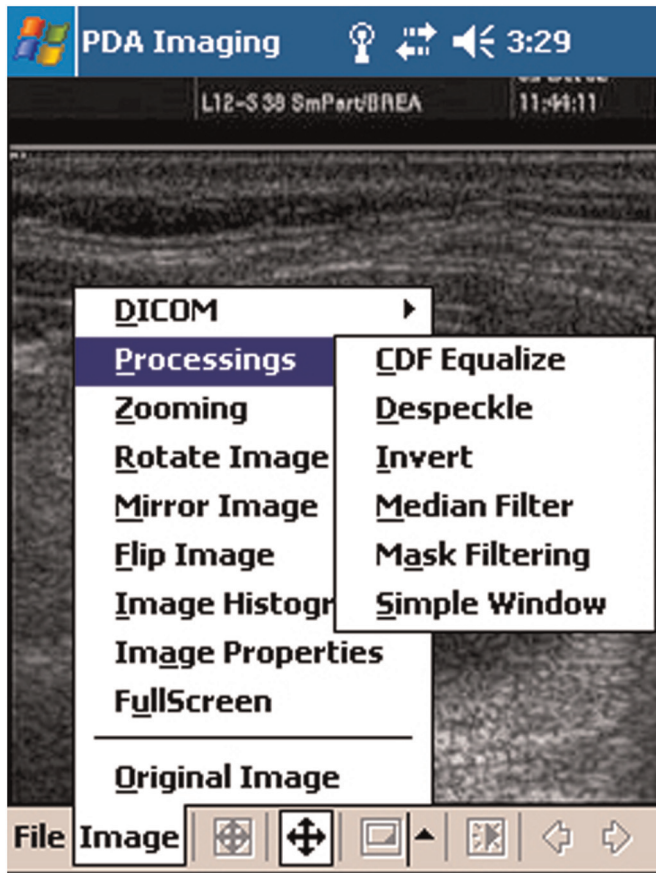 PDA Imaging 3:29
L12-S 38 SmPart/BREA 11:44:11
DICOM
Processings
CDF Equalize
Zooming
Despeckle
Rotate Image
Invert
Mirror Image
Median Filter
Flip Image
Mask Filtering
Image Histogr
Simple Window
Image Properties
FullScreen
Original Image
File Image